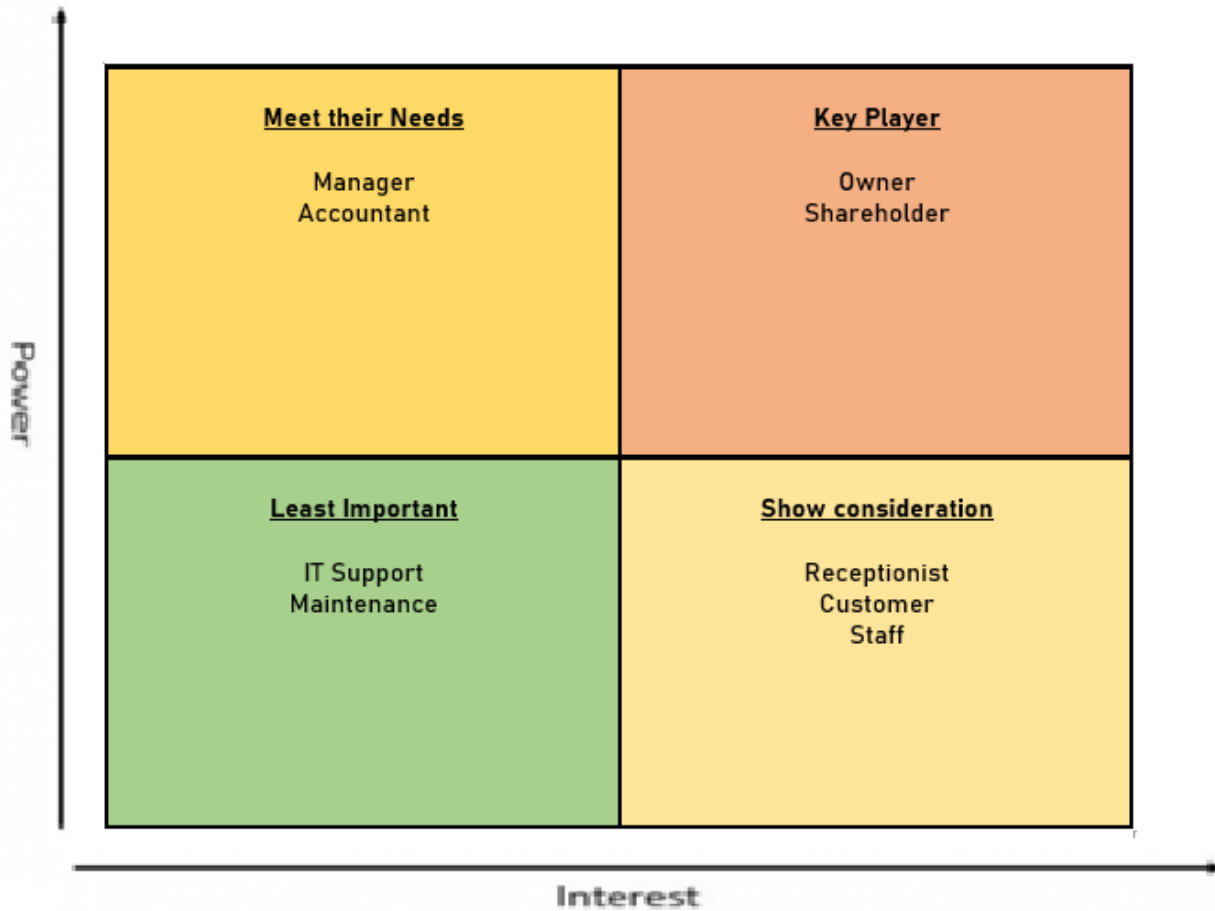 Meet their Needs
Manager
Accountant
Key Player
Owner
Shareholder
Power
Least Important
IT Support
Maintenance
Show consideration
Receptionist
Customer
Staff
Interest